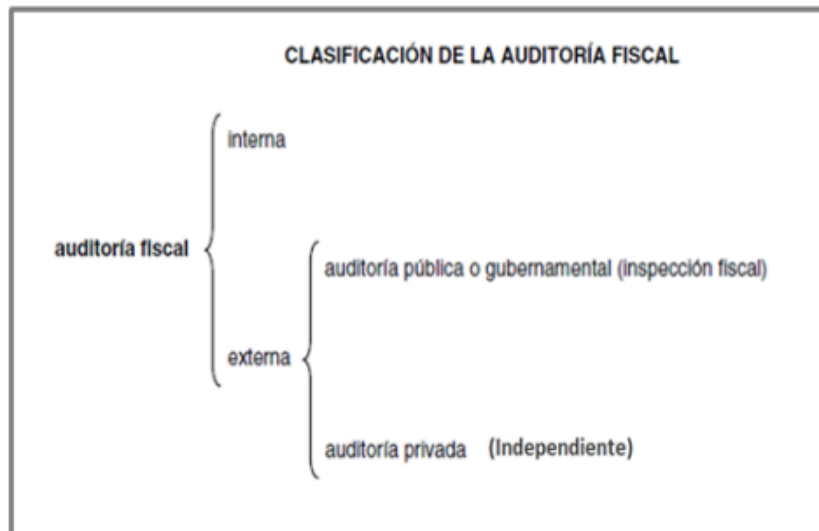 CLASIFICACIÓN DE LA AUDITORÍA FISCAL
interna
auditoría fiscal
auditoría pública o gubernamental (inspección fiscal)
externa
auditoría privada (Independiente)